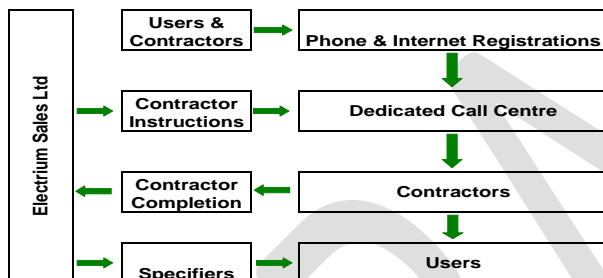 Electrium Sales Ltd
Users &
Contractors
Phone & Internet Registrations
Contractor
Instructions
Dedicated Call Centre
Contractor
Completion
Contractors
Specifiers
Users